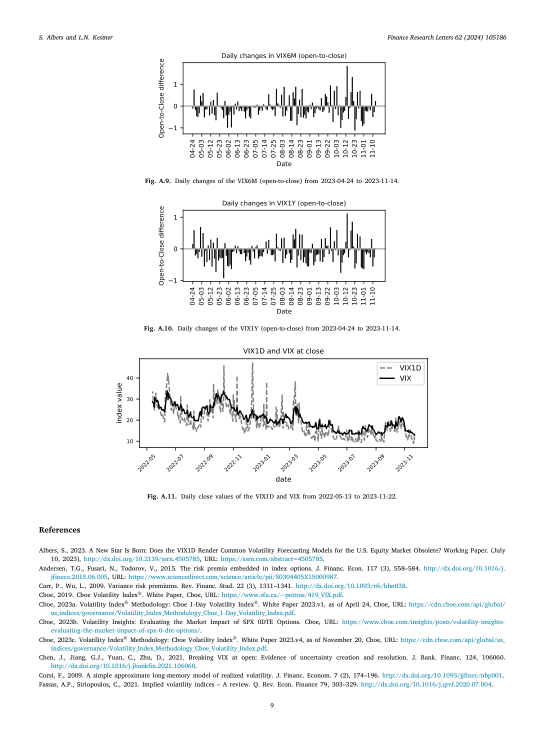 S. Albers and L.N. Kestner
Finance Research Letters 62 (2024) 105186
Daily changes in VIX6M (open-to-close)
Open-to-Close difference
1
0
−1
04-24
05-03
05-12
05-23
06-02
06-13
06-23
07-05
07-14
07-25
08-03
08-14
08-23
09-01
09-13
09-22
10-03
10-12
10-23
11-01
11-10
Date
Fig. A.9. Daily changes of the VIX6M (open-to-close) from 2023-04-24 to 2023-11-14.
Daily changes in VIX1Y (open-to-close)
Open-to-Close difference
1
0
−1
04-24
05-03
05-12
05-23
06-02
06-13
06-23
07-05
07-14
07-25
08-03
08-14
08-23
09-01
09-13
09-22
10-03
10-12
10-23
11-01
11-10
Date
Fig. A.10. Daily changes of the VIX1Y (open-to-close) from 2023-04-24 to 2023-11-14.
VIX1D and VIX at close
VIX1D
VIX
index value
40
30
20
10
2022-05
2022-07
2022-09
2022-11
2023-01
2023-03
2023-05
2023-07
2023-09
2023-11
date
Fig. A.11. Daily close values of the VIX1D and VIX from 2022-05-13 to 2023-11-22.
References
Albers, S., 2023. A New Star Is Born: Does the VIX1D Render Common Volatility Forecasting Models for the U.S. Equity Market Obsolete? Working Paper. (July
10, 2023), http://dx.doi.org/10.2139/ssrn.4505785, URL: https://ssrn.com/abstract=4505785.
Andersen, T.G., Fusari, N., Todorov, V., 2015. The risk premia embedded in index options. J. Financ. Econ. 117 (3), 558–584. http://dx.doi.org/10.1016/j.
jfineco.2015.06.005, URL: https://www.sciencedirect.com/science/article/pii/S0304405X15000987.
Carr, P., Wu, L., 2009. Variance risk premiums. Rev. Financ. Stud. 22 (3), 1311–1341. http://dx.doi.org/10.1093/rfs/hhn038.
Cboe, 2019. Cboe Volatility Index®. White Paper, Cboe, URL: https://www.sfu.ca/~poitras/419_VIX.pdf.
Cboe, 2023a. Volatility Index® Methodology: Cboe 1-Day Volatility Index®. White Paper 2023.v1, as of April 24, Cboe, URL: https://cdn.cboe.com/api/global/
us_indices/governance/Volatility_Index_Methodology_Cboe_1-Day_Volatility_Index.pdf.
Cboe, 2023b. Volatility Insights: Evaluating the Market Impact of SPX 0DTE Options. Cboe, URL: https://www.cboe.com/insights/posts/volatility-insights-
evaluating-the-market-impact-of-spx-0-dte-options/.
Cboe, 2023c. Volatility Index® Methodology: Cboe Volatility Index®. White Paper 2023.v4, as of November 20, Cboe, URL: https://cdn.cboe.com/api/global/us_
indices/governance/Volatility_Index_Methodology_Cboe_Volatility_Index.pdf.
Chen, J., Jiang, G.J., Yuan, C., Zhu, D., 2021. Breaking VIX at open: Evidence of uncertainty creation and resolution. J. Bank. Financ. 124, 106060.
http://dx.doi.org/10.1016/j.jbankfin.2021.106060.
Corsi, F., 2009. A simple approximate long-memory model of realized volatility. J. Financ. Econom. 7 (2), 174–196. http://dx.doi.org/10.1093/jjfinec/nbp001.
Fassas, A.P., Siriopoulos, C., 2021. Implied volatility indices – A review. Q. Rev. Econ. Finance 79, 303–329. http://dx.doi.org/10.1016/j.qref.2020.07.004.
9